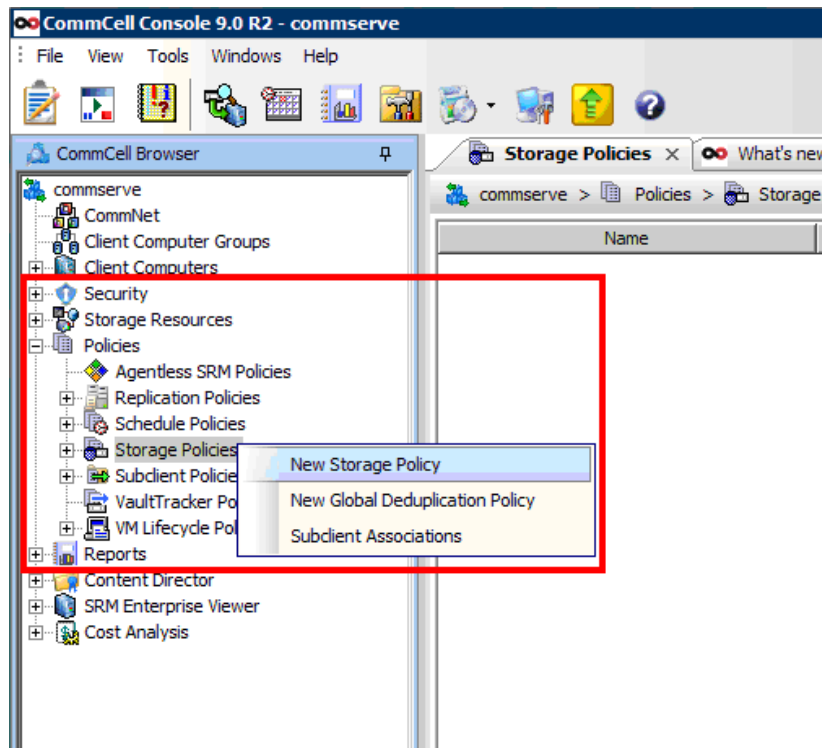 CommCell Console 9.0 R2 - commserve
File View Tools Windows Help
CommCell Browser
Storage Policies
What's new
commserve
commserve > Policies > Storage
CommNet
Client Computer Groups
Name
Client Computers
Security
Storage Resources
Policies
Agentless SRM Policies
Replication Policies
Schedule Policies
Storage Policies
New Storage Policy
Subclient Policie
New Global Deduplication Policy
VaultTracker Po
VM Lifecycle Pol
Subclient Associations
Reports
Content Director
SRM Enterprise Viewer
Cost Analysis